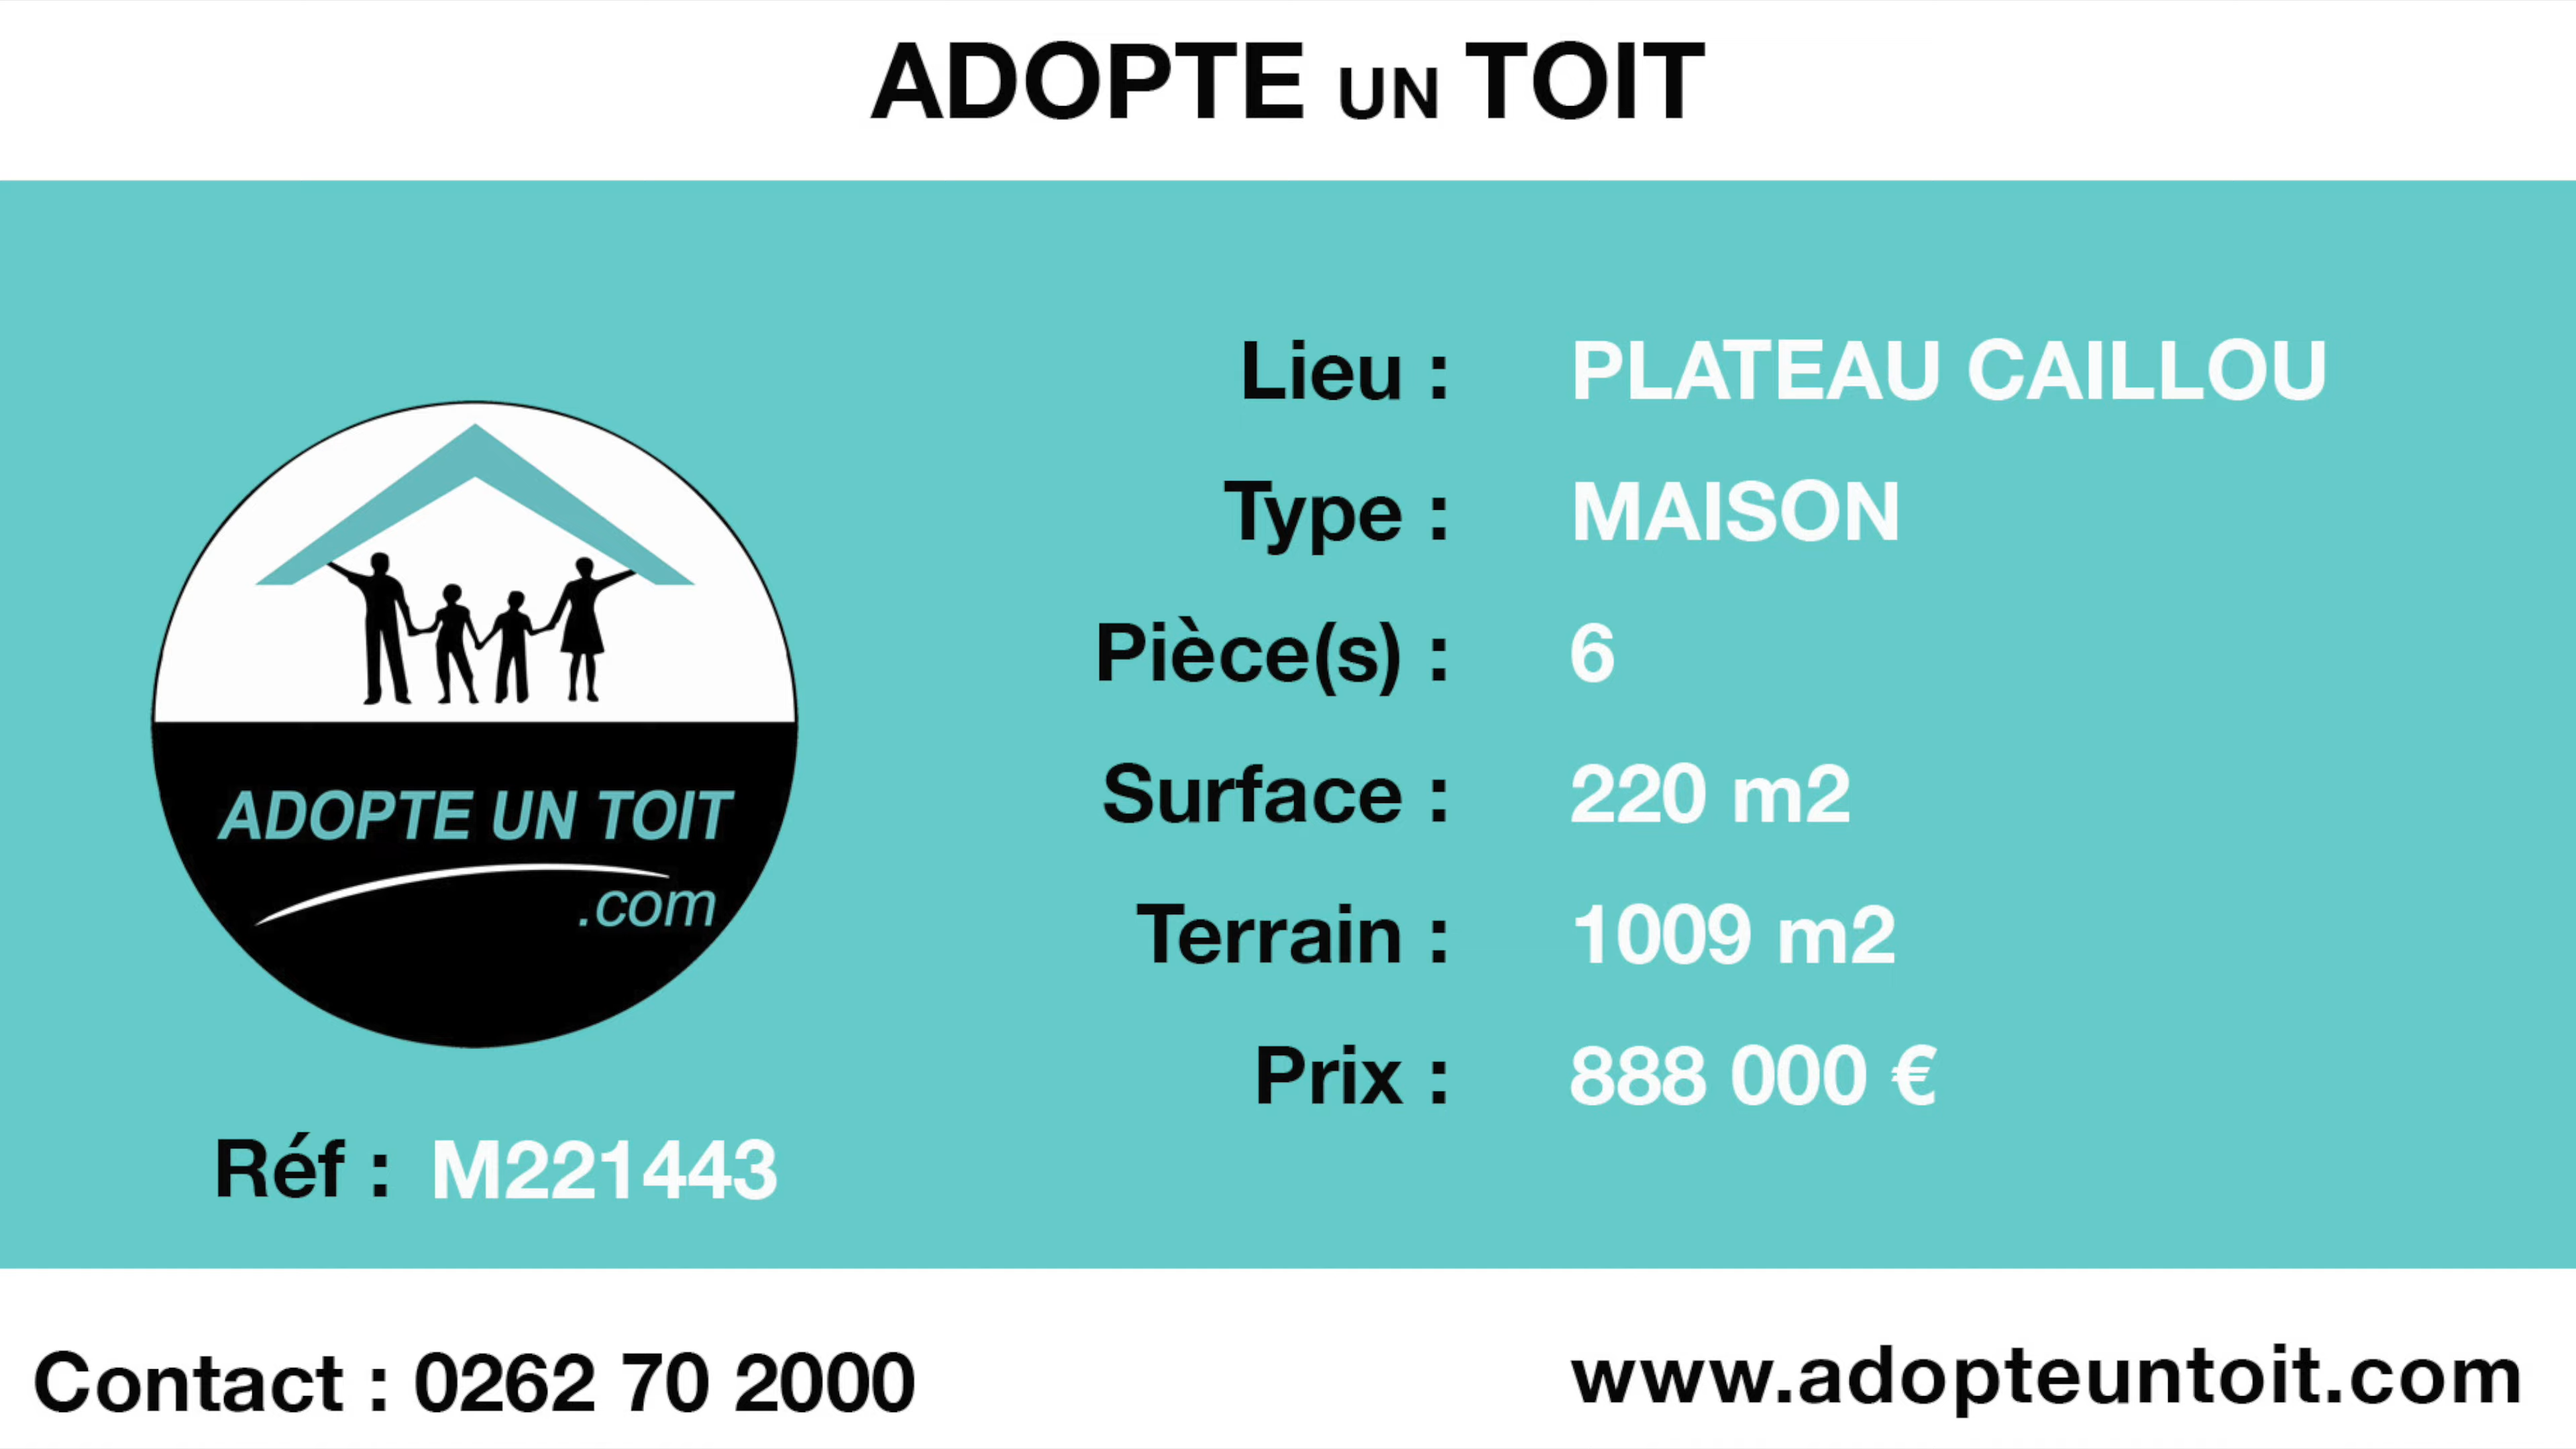 ADOPTE UN TOIT
Lieu : PLATEAU CAILLOU
Type : MAISON
Pièce(s) : 6
Surface : 220 m2
Terrain : 1009 m2
Prix : 888 000 €
ADOPTE UN TOIT
.com
Réf : M221443
Contact : 0262 70 2000
www.adopteuntoit.com